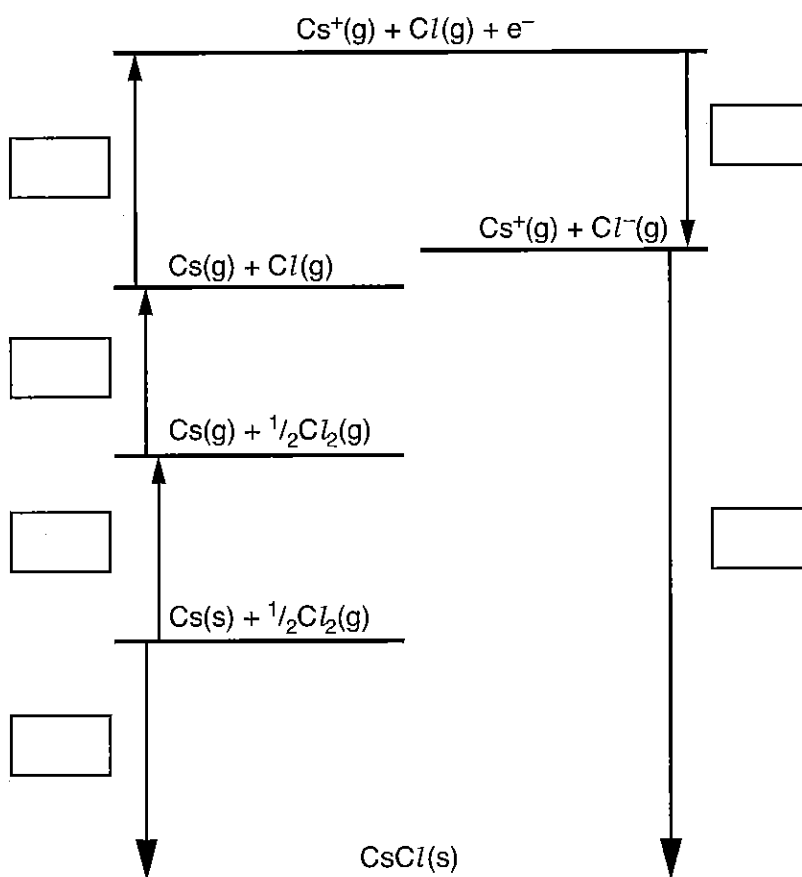 Cs⁺(g) + Cl(g) + e⁻
Cs⁺(g) + Cl⁻(g)
Cs(g) + Cl(g)
Cs(g) + ¹/₂Cl₂(g)
Cs(s) + ¹/₂Cl₂(g)
CsCl(s)